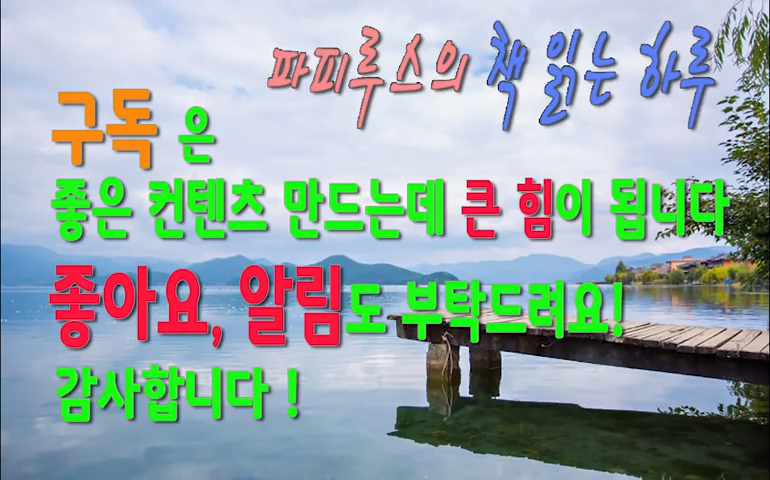 파피루스의 책 읽는 하루
구독 은
좋은 컨텐츠 만드는데 큰 힘이 됩니다
좋아요, 알림도 부탁드려요!
감사합니다 !